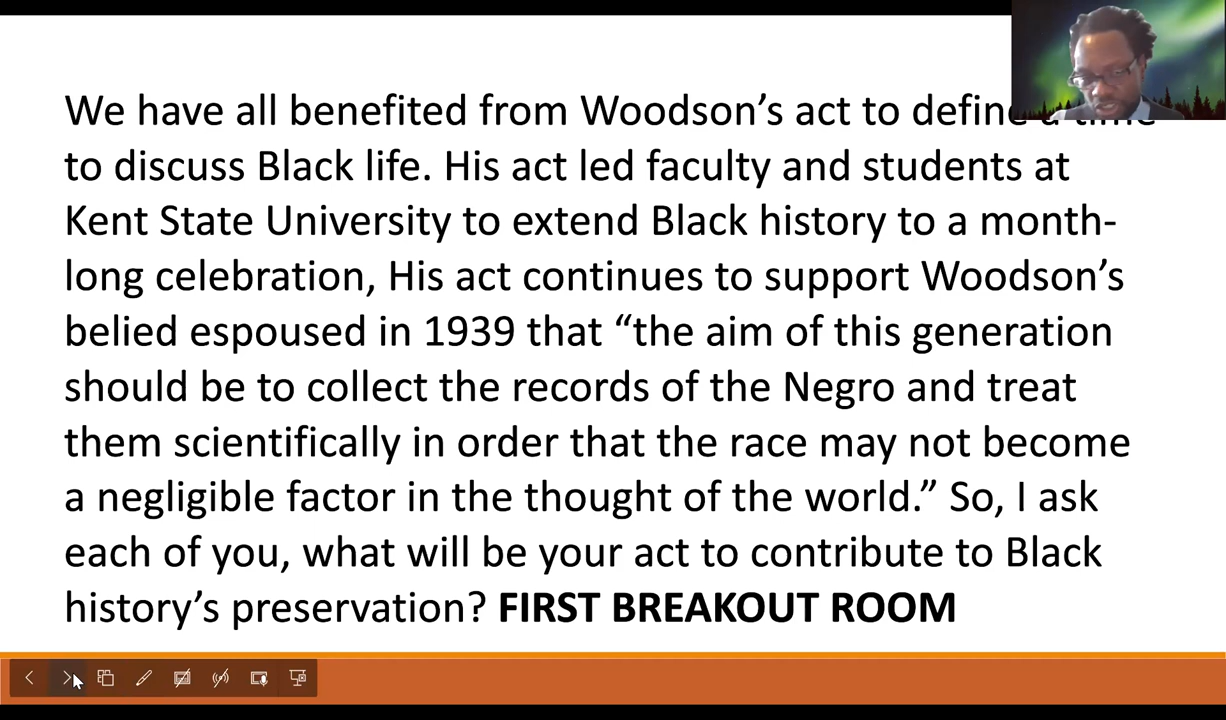 We have all benefited from Woodson’s act to define a time
to discuss Black life. His act led faculty and students at
Kent State University to extend Black history to a month-
long celebration, His act continues to support Woodson’s
belied espoused in 1939 that “the aim of this generation
should be to collect the records of the Negro and treat
them scientifically in order that the race may not become
a negligible factor in the thought of the world.” So, I ask
each of you, what will be your act to contribute to Black
history’s preservation? FIRST BREAKOUT ROOM